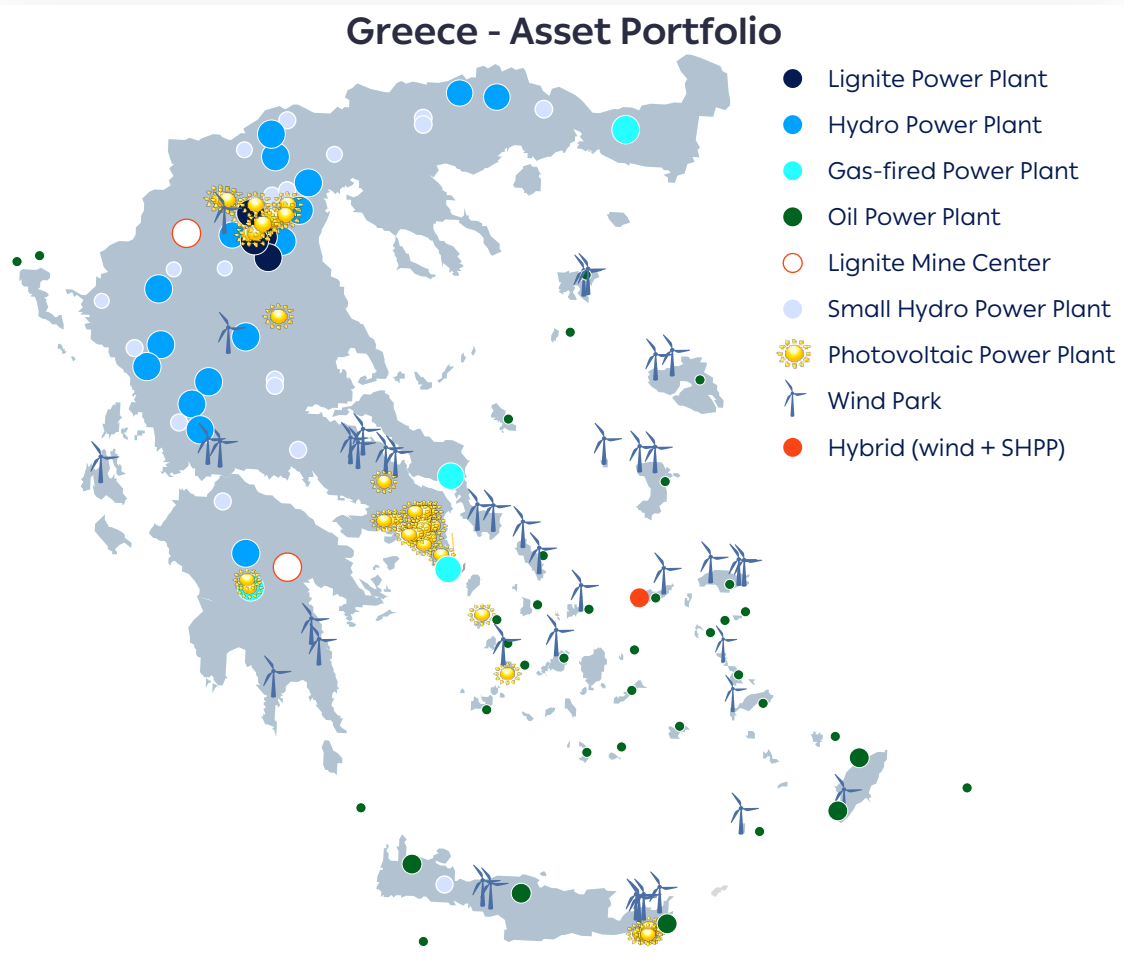 Greece - Asset Portfolio
Lignite Power Plant
Hydro Power Plant
Gas-fired Power Plant
Oil Power Plant
Lignite Mine Center
Small Hydro Power Plant
Photovoltaic Power Plant
Wind Park
Hybrid (wind + SHPP)